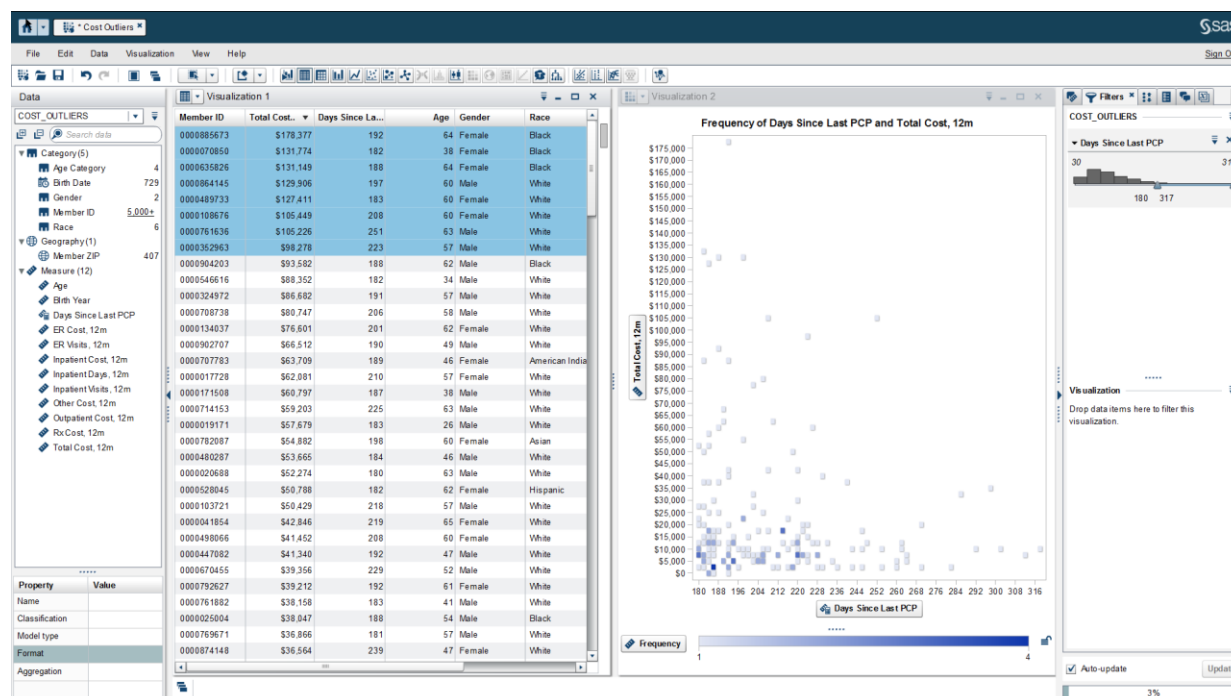 * Cost Outliers
sas
File Edit Data Visualization View Help
Sign O
Data
COST_OUTLIERS
Search data
Category(5)
Age Category 4
Birth Date 729
Gender 2
Member ID 5,000+
Race 6
Geography(1)
Member ZIP 407
Measure (12)
Age
Birth Year
Days Since Last PCP
ER Cost, 12m
ER Visits, 12m
Inpatient Cost, 12m
Inpatient Days, 12m
Inpatient Visits, 12m
Other Cost, 12m
Outpatient Cost, 12m
Rx Cost, 12m
Total Cost, 12m
Property Value
Name
Classification
Model type
Format
Aggregation
Visualization 1
Member ID Total Cost.. Days Since La... Age Gender Race
0000885673 $178,377 192 64 Female Black
0000070850 $131,774 182 38 Female Black
0000635826 $131,149 188 64 Female Black
0000864145 $129,906 197 60 Male White
0000489733 $127,411 183 60 Female White
0000108676 $105,449 208 60 Female White
0000761636 $105,226 251 63 Male White
0000352963 $98,278 223 57 Male White
0000904203 $93,582 188 62 Male Black
0000546616 $88,352 182 34 Male White
0000324972 $86,682 191 57 Male White
0000708738 $80,747 206 58 Male White
0000134037 $76,601 201 62 Female White
0000902707 $66,512 190 49 Male White
0000707783 $63,709 189 46 Female American India
0000017728 $62,081 210 57 Female White
0000171508 $60,797 187 38 Male White
0000714153 $59,203 225 63 Male White
0000019171 $57,679 183 26 Male White
0000782087 $54,882 198 60 Female Asian
0000480287 $53,665 184 46 Male White
0000020688 $52,274 180 63 Male White
0000528045 $50,788 182 62 Female Hispanic
0000103721 $50,429 218 57 Male White
0000041854 $42,846 219 65 Female White
0000498066 $41,452 208 60 Female White
0000447082 $41,340 192 47 Male White
0000670455 $39,356 229 52 Male White
0000792627 $39,212 192 61 Female White
0000761882 $38,158 183 41 Male White
0000025004 $38,047 188 54 Male Black
0000769671 $36,866 181 57 Male White
0000874148 $36,564 239 47 Female White
Visualization 2
Frequency of Days Since Last PCP and Total Cost, 12m
Total Cost, 12m
$175,000
$170,000
$165,000
$160,000
$155,000
$150,000
$145,000
$140,000
$135,000
$130,000
$125,000
$120,000
$115,000
$110,000
$105,000
$100,000
$95,000
$90,000
$85,000
$80,000
$75,000
$70,000
$65,000
$60,000
$55,000
$50,000
$45,000
$40,000
$35,000
$30,000
$25,000
$20,000
$15,000
$10,000
$5,000
$0
180 188 196 204 212 220 228 236 244 252 260 268 276 284 292 300 308 316
Days Since Last PCP
Frequency
1 4
Filters
COST_OUTLIERS
Days Since Last PCP
30 31
180 317
Visualization
Drop data items here to filter this
visualization.
Auto-update Updat
3%